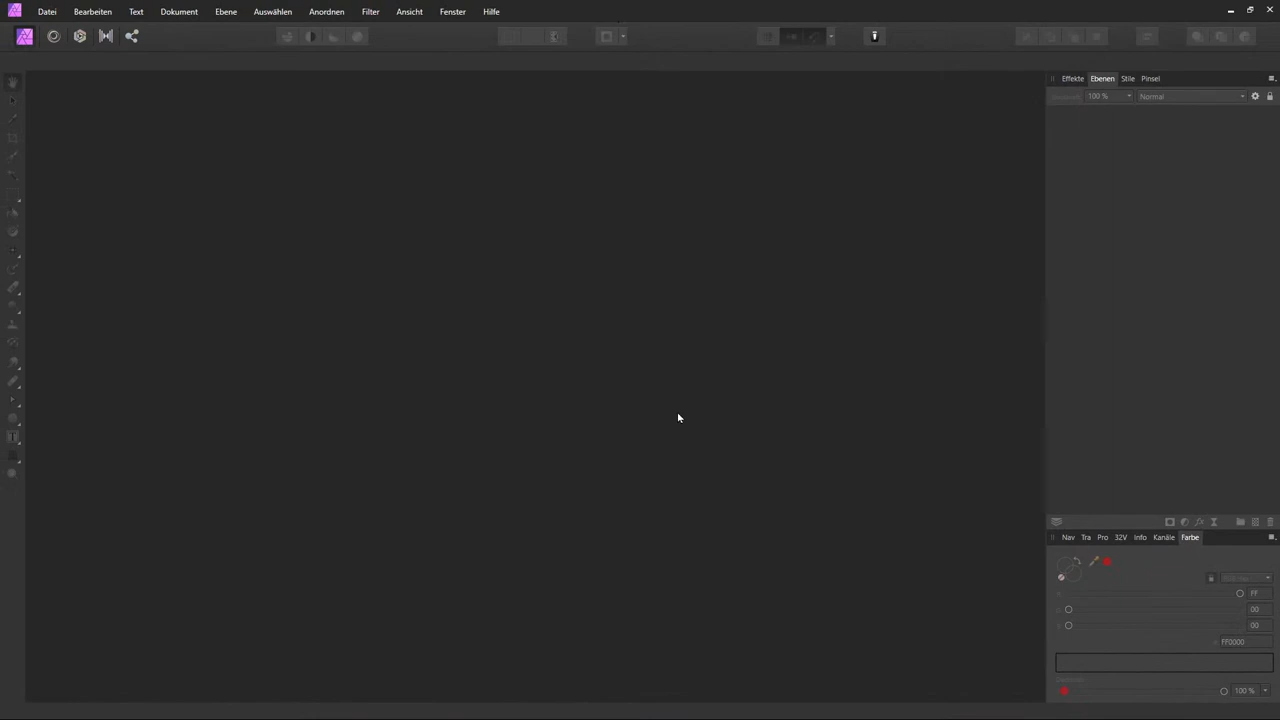 Datei Bearbeiten Text Dokument Ebene Auswählen Anordnen Filter Ansicht Fenster Hilfe
Effekte Ebenen Stile Pinsel
100 % Normal
Nav Tra Pro 32V Info Kanäle Farbe
FF
00
00
FF0000
100 %